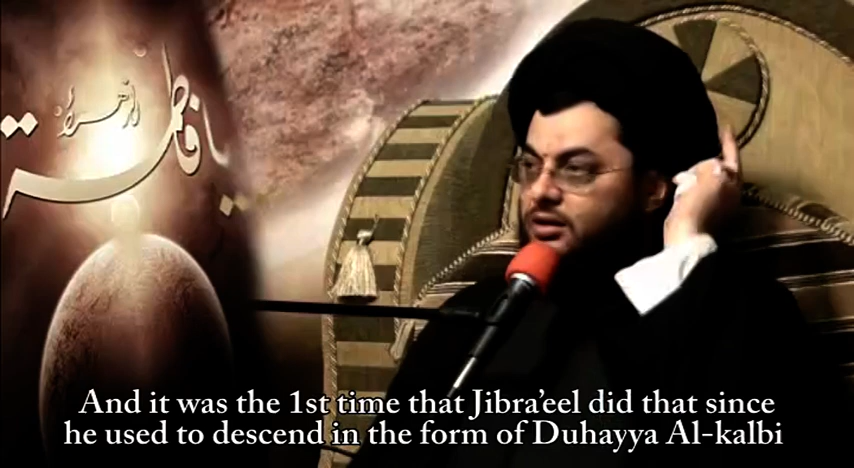 يا فاطمة
الزهراء
And it was the 1st time that Jibra'eel did that since
he used to descend in the form of Duhayya Al-kalbi